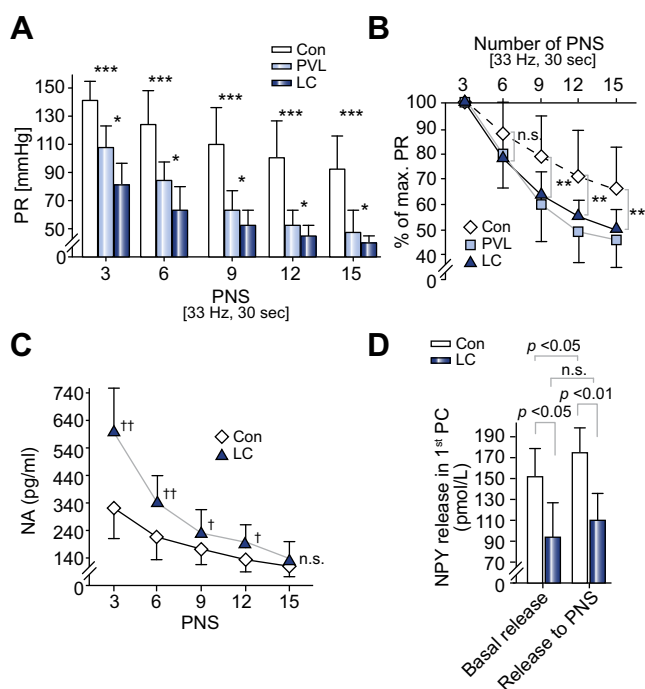 A
Con
PVL
LC
PR [mmHg]
150
130
110
90
70
50
0
***
*
***
*
***
*
***
*
***
*
3 6 9 12 15
PNS
[33 Hz, 30 sec]
B
Number of PNS
[33 Hz, 30 sec]
3 6 9 12 15
% of max. PR
100
90
80
70
60
50
40
0
n.s.
**
**
**
Con
PVL
LC
C
NA (pg/ml)
740
640
540
440
340
240
140
0
Con
LC
††
††
†
†
n.s.
3 6 9 12 15
PNS
D
Con
LC
p <0.05
n.s.
p <0.05
p <0.01
NPY release in 1st PC
(pmol/L)
190
170
150
130
110
90
70
0
Basal release
Release to PNS